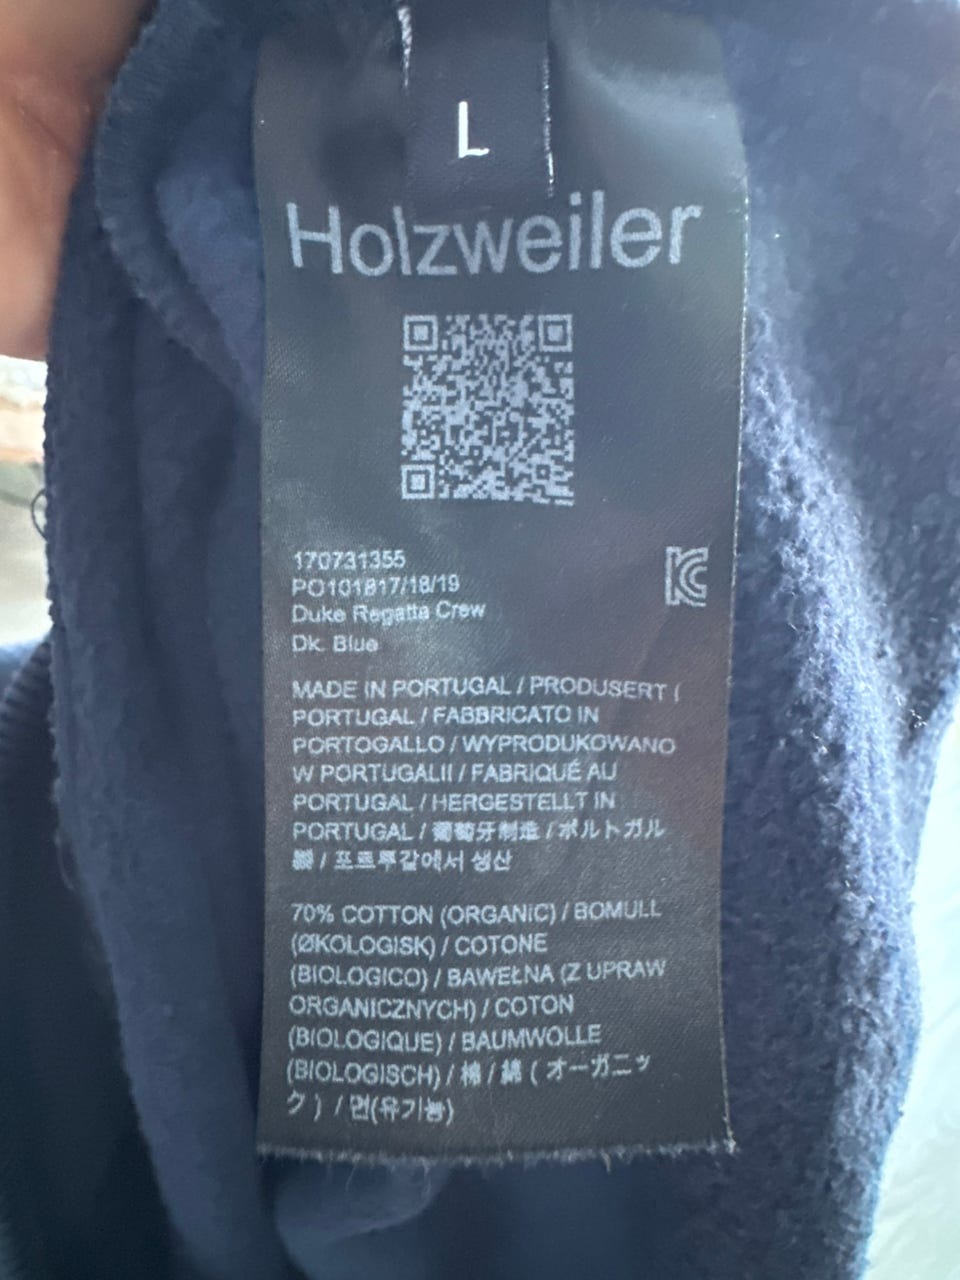 L
Holzweiler
170731355
PO101817/18/19
Duke Regatta Crew
Dk. Blue
MADE IN PORTUGAL / PRODUSERT I
PORTUGAL / FABBRICATO IN
PORTOGALLO / WYPRODUKOWANO
W PORTUGALII / FABRIQUÉ AU
PORTUGAL / HERGESTELLT IN
PORTUGAL / 葡萄牙制造 / ポルトガル
製 / 포르투갈에서 생산
70% COTTON (ORGANIC) / BOMULL
(ØKOLOGISK) / COTONE
(BIOLOGICO) / BAWEŁNA (Z UPRAW
ORGANICZNYCH) / COTON
(BIOLOGIQUE) / BAUMWOLLE
(BIOLOGISCH) / 棉 / 綿 ( オーガニッ
ク ) / 면(유기농)